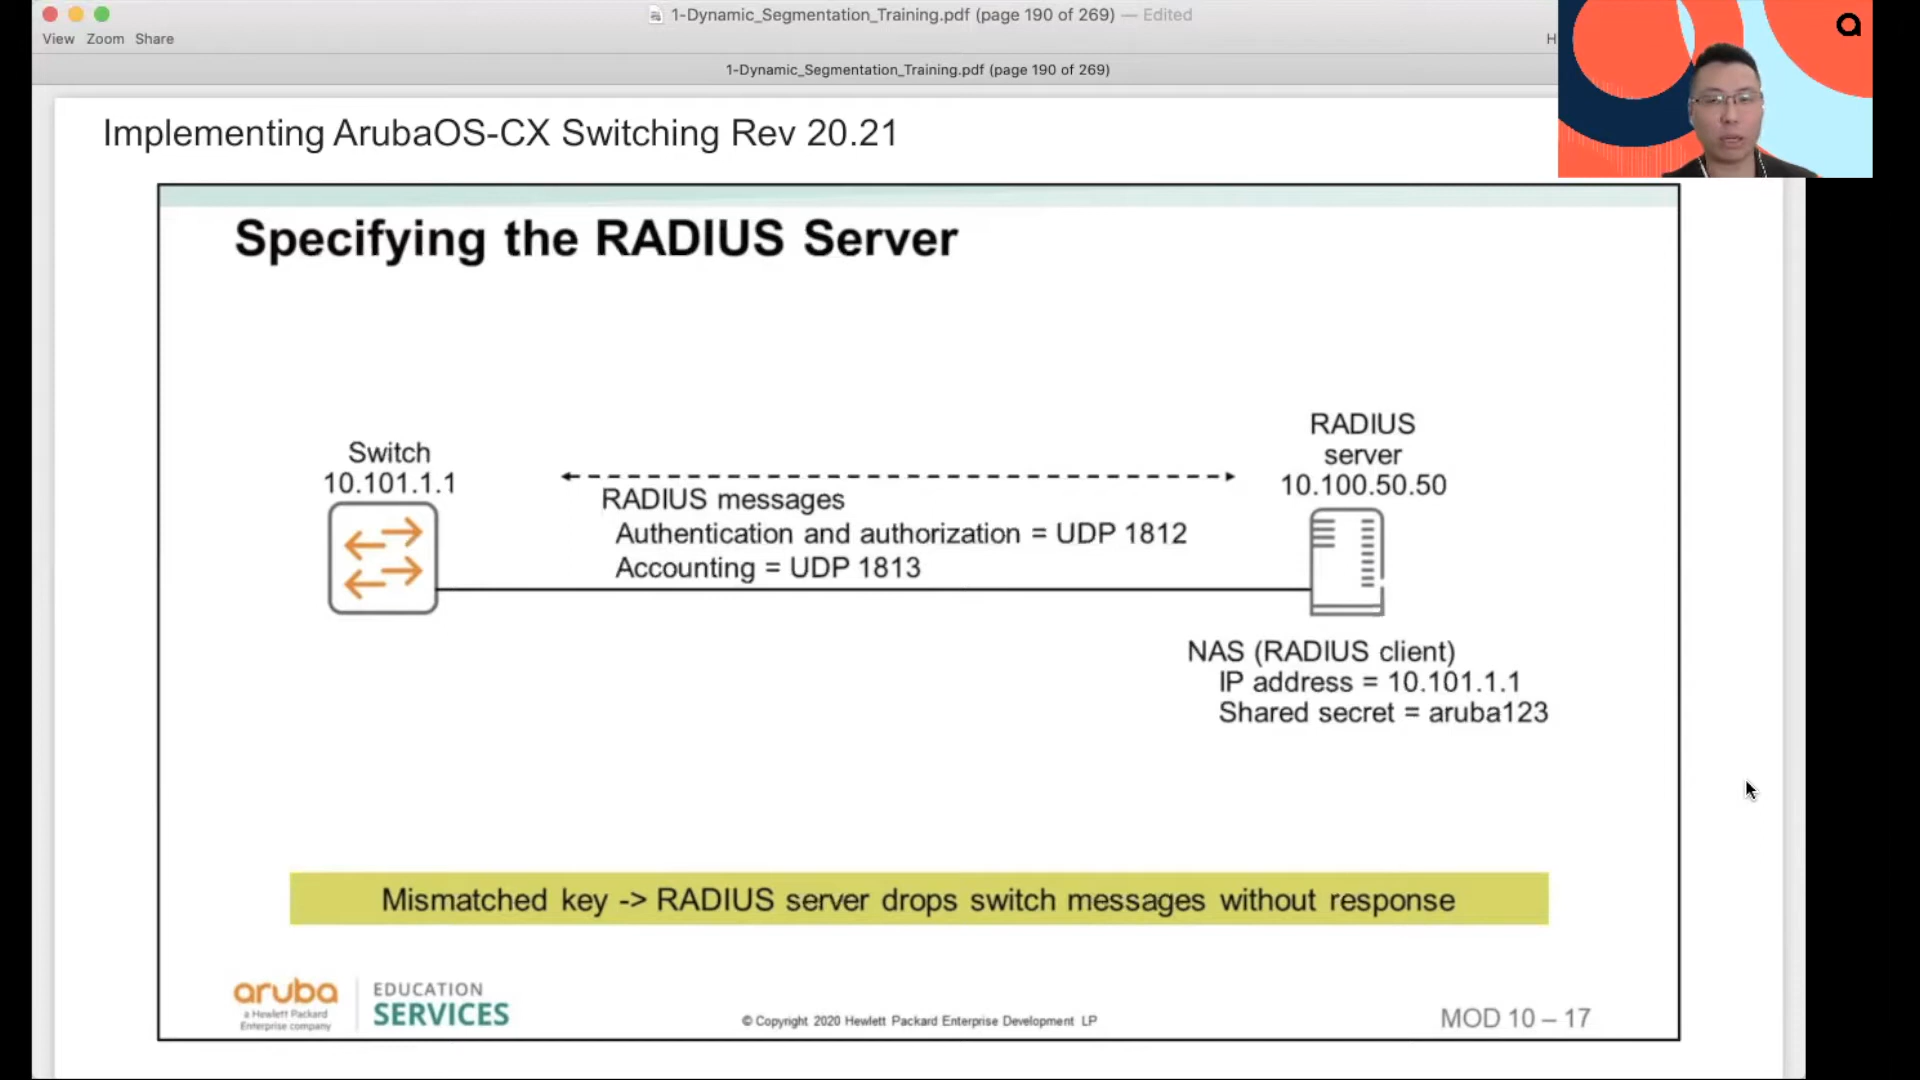 1-Dynamic_Segmentation_Training.pdf (page 190 of 269) — Edited
View Zoom Share
H
1-Dynamic_Segmentation_Training.pdf (page 190 of 269)
Implementing ArubaOS-CX Switching Rev 20.21
Specifying the RADIUS Server
Switch
10.101.1.1
RADIUS messages
Authentication and authorization = UDP 1812
Accounting = UDP 1813
RADIUS
server
10.100.50.50
NAS (RADIUS client)
IP address = 10.101.1.1
Shared secret = aruba123
Mismatched key -> RADIUS server drops switch messages without response
aruba
a Hewlett Packard
Enterprise company
EDUCATION
SERVICES
© Copyright 2020 Hewlett Packard Enterprise Development LP
MOD 10 – 17